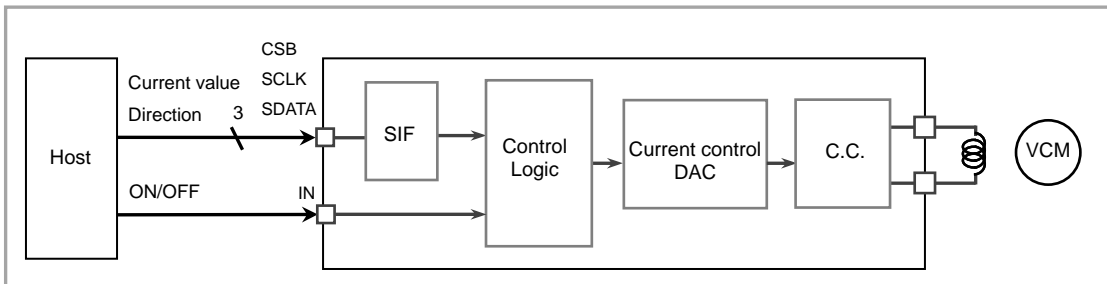 CSB
Current value
SCLK
Direction
3
SDATA
Host
SIF
Control
Logic
Current control
DAC
C.C.
VCM
ON/OFF
IN